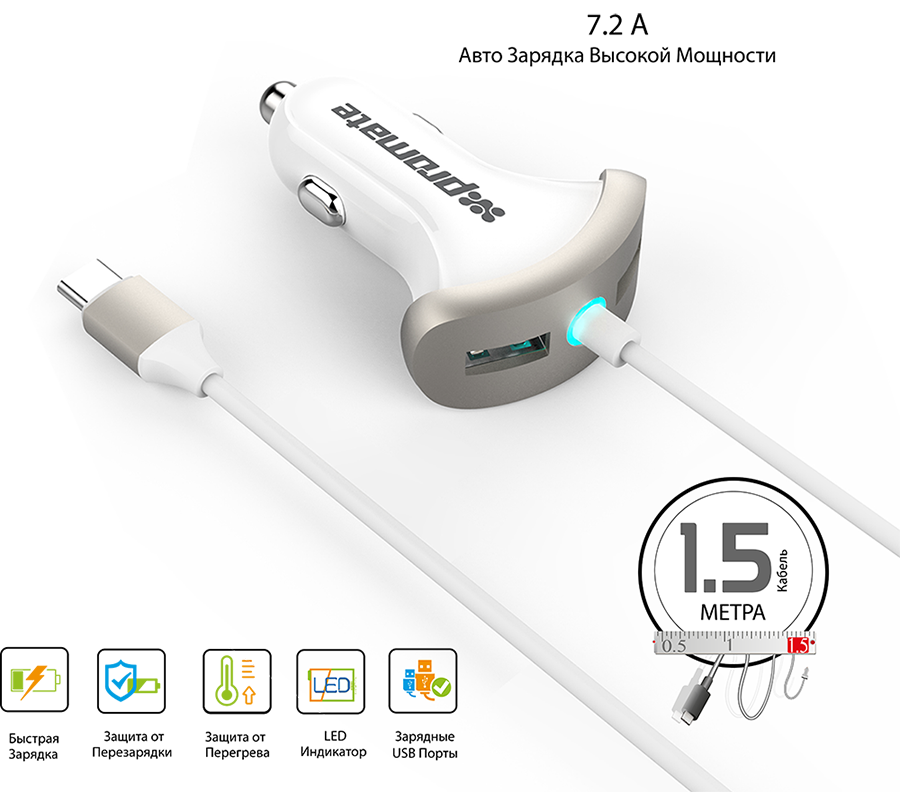 7.2 А
Авто Зарядка Высокой Мощности
promate
1.5
Кабель
МЕТРА
0.5 1 1.5
LED
Быстрая
Зарядка
Защита от
Перезарядки
Защита от
Перегрева
LED
Индикатор
Зарядные
USB Порты